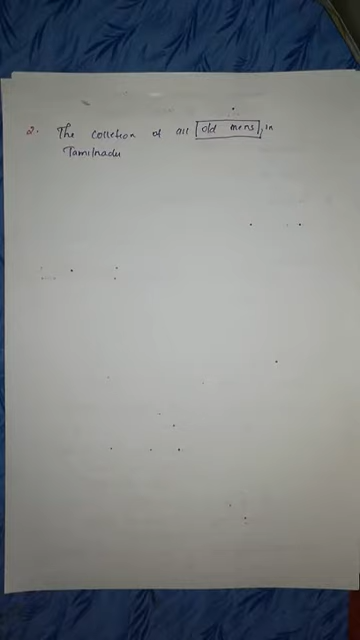 2. The collection of all old mens, in
Tamilnadu